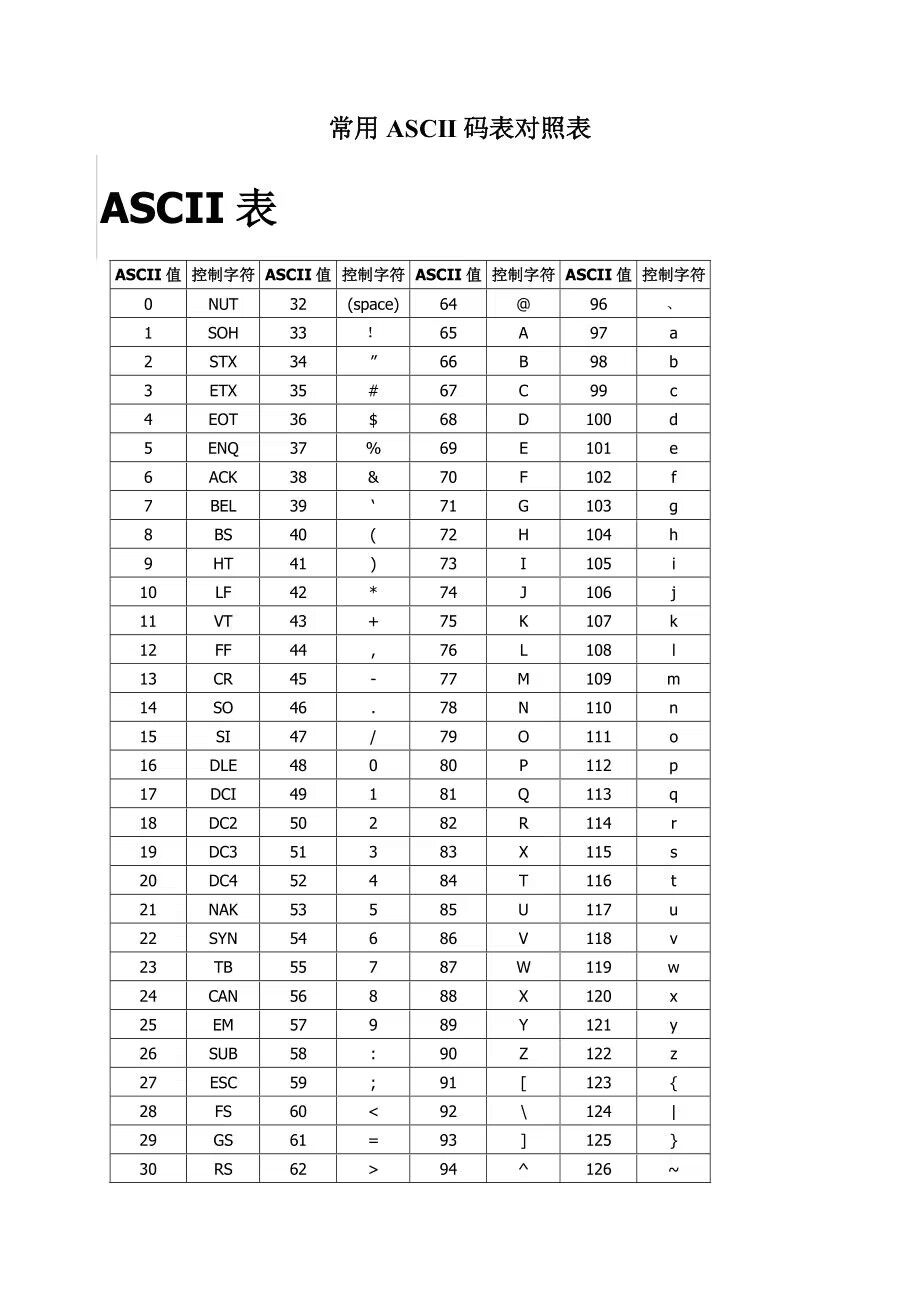 常用 ASCII 码表对照表
ASCII 表
ASCII 值 控制字符 ASCII 值 控制字符 ASCII 值 控制字符 ASCII 值 控制字符
0 NUT 32 (space) 64 @ 96 、
1 SOH 33 ! 65 A 97 a
2 STX 34 ” 66 B 98 b
3 ETX 35 # 67 C 99 c
4 EOT 36 $ 68 D 100 d
5 ENQ 37 % 69 E 101 e
6 ACK 38 & 70 F 102 f
7 BEL 39 ‵ 71 G 103 g
8 BS 40 ( 72 H 104 h
9 HT 41 ) 73 I 105 i
10 LF 42 * 74 J 106 j
11 VT 43 + 75 K 107 k
12 FF 44 , 76 L 108 l
13 CR 45 - 77 M 109 m
14 SO 46 . 78 N 110 n
15 SI 47 / 79 O 111 o
16 DLE 48 0 80 P 112 p
17 DCI 49 1 81 Q 113 q
18 DC2 50 2 82 R 114 r
19 DC3 51 3 83 X 115 s
20 DC4 52 4 84 T 116 t
21 NAK 53 5 85 U 117 u
22 SYN 54 6 86 V 118 v
23 TB 55 7 87 W 119 w
24 CAN 56 8 88 X 120 x
25 EM 57 9 89 Y 121 y
26 SUB 58 : 90 Z 122 z
27 ESC 59 ; 91 [ 123 {
28 FS 60 < 92 \ 124 |
29 GS 61 = 93 ] 125 }
30 RS 62 > 94 ^ 126 ~